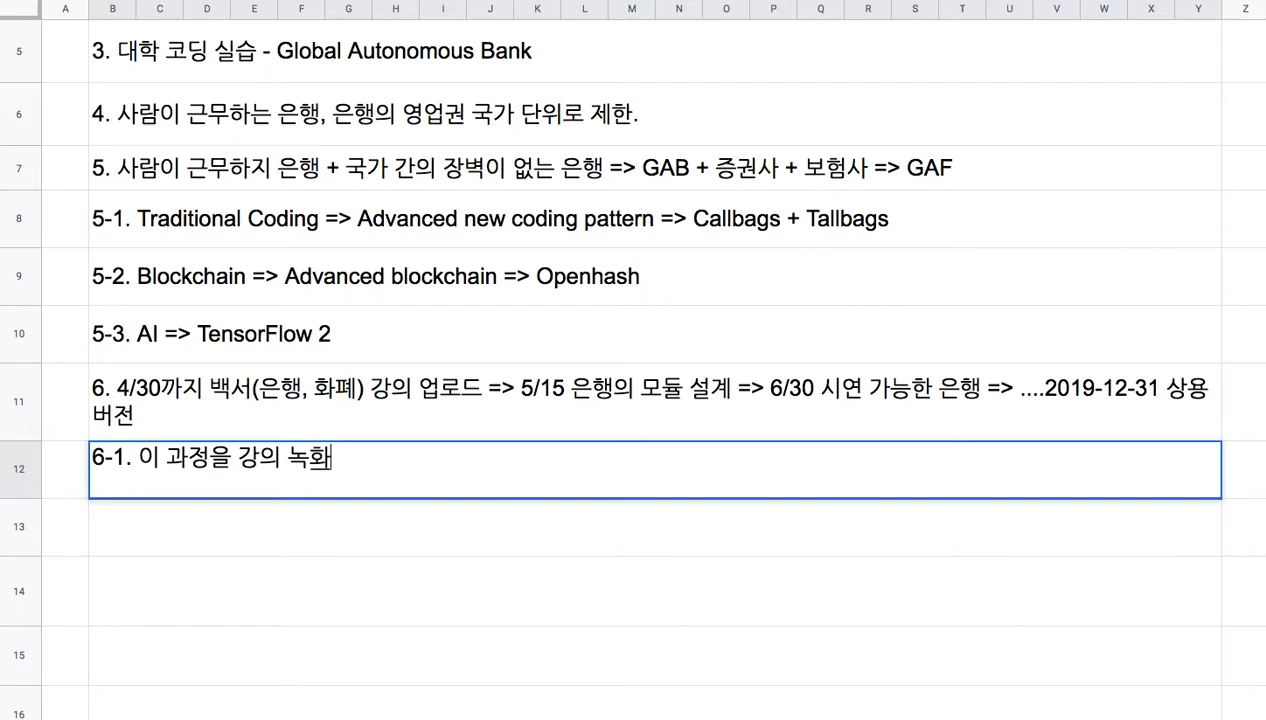 A B C D E F G H I J K L M N O P Q R S T U V W X Y Z
5 3. 대학 코딩 실습 - Global Autonomous Bank
6 4. 사람이 근무하는 은행, 은행의 영업권 국가 단위로 제한.
7 5. 사람이 근무하지 은행 + 국가 간의 장벽이 없는 은행 => GAB + 증권사 + 보험사 => GAF
8 5-1. Traditional Coding => Advanced new coding pattern => Callbags + Tallbags
9 5-2. Blockchain => Advanced blockchain => Openhash
10 5-3. AI => TensorFlow 2
11 6. 4/30까지 백서(은행, 화폐) 강의 업로드 => 5/15 은행의 모듈 설계 => 6/30 시연 가능한 은행 => ....2019-12-31 상용
버전
12 6-1. 이 과정을 강의 녹화
13
14
15
16